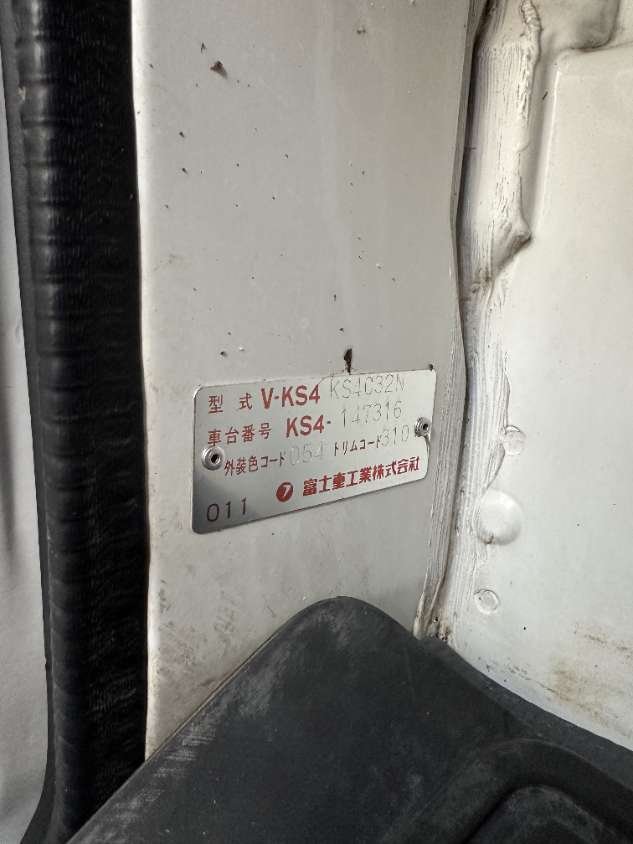 型式 V-KS4 KS4C32N
車台番号 KS4-147316
外装色コード 054 トリムコード 310
011 フ 富士重工業株式会社